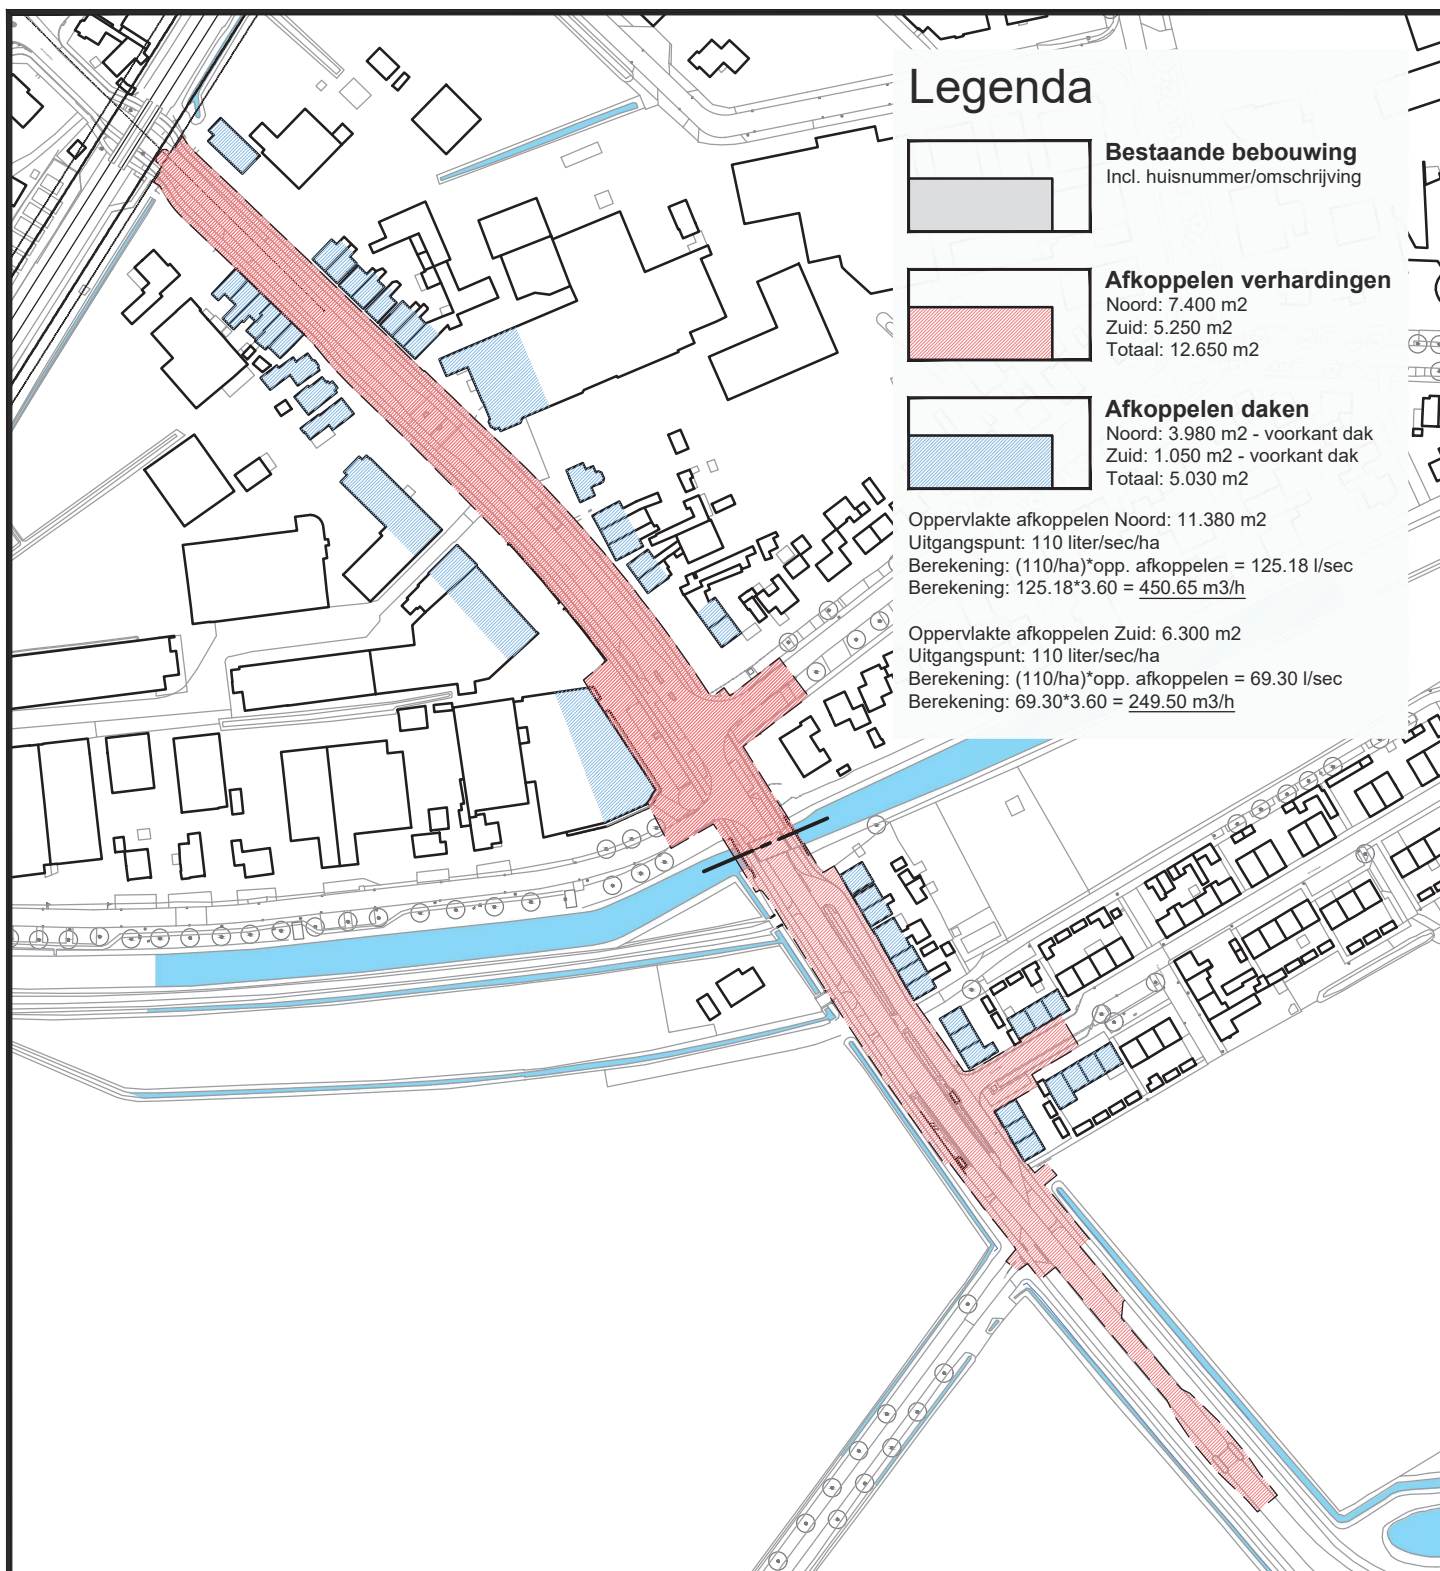 Legenda
Bestaande bebouwing
Incl. huisnummer/omschrijving
Afkoppelen verhardingen
Noord: 7.400 m2
Zuid: 5.250 m2
Totaal: 12.650 m2
Afkoppelen daken
Noord: 3.980 m2 - voorkant dak
Zuid: 1.050 m2 - voorkant dak
Totaal: 5.030 m2
Oppervlakte afkoppelen Noord: 11.380 m2
Uitgangspunt: 110 liter/sec/ha
Berekening: (110/ha)*opp. afkoppelen = 125.18 l/sec
Berekening: 125.18*3.60 = 450.65 m3/h
Oppervlakte afkoppelen Zuid: 6.300 m2
Uitgangspunt: 110 liter/sec/ha
Berekening: (110/ha)*opp. afkoppelen = 69.30 l/sec
Berekening: 69.30*3.60 = 249.50 m3/h